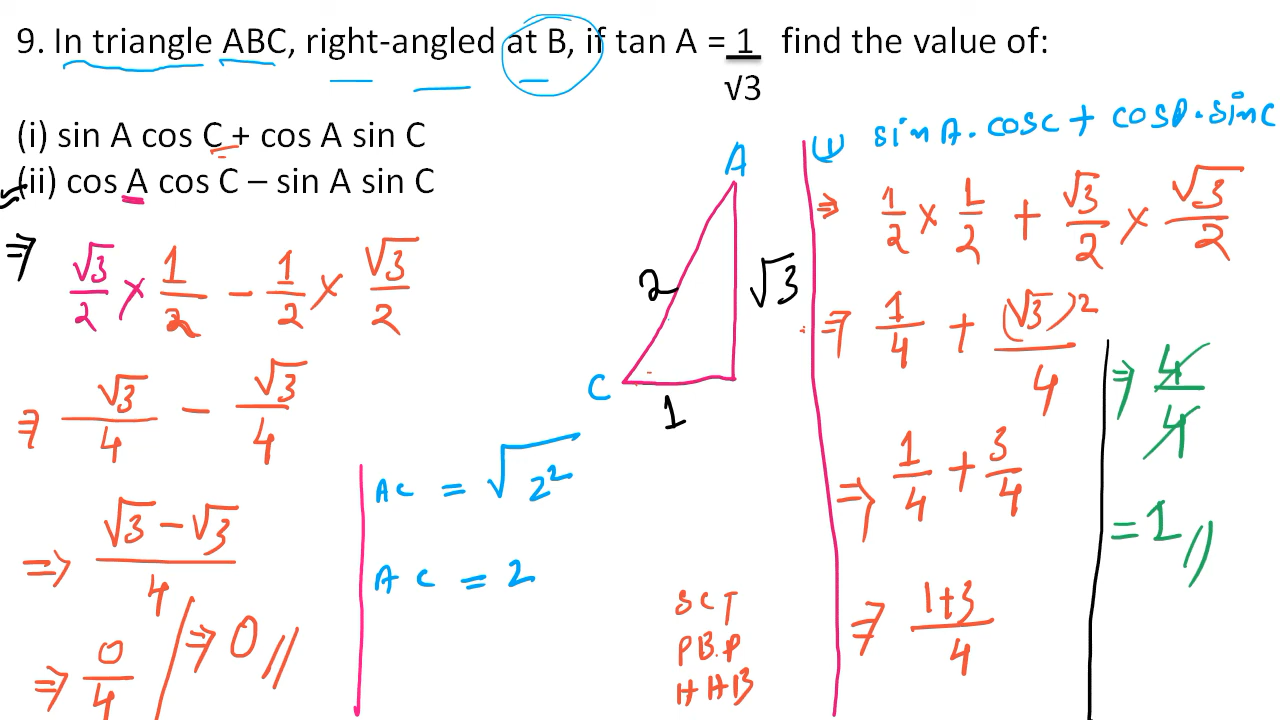 9. In triangle ABC, right-angled at B, if tan A = 1/√3 find the value of:
(i) sin A cos C + cos A sin C
(ii) cos A cos C – sin A sin C
⇒ √3/2 × 1/2 – 1/2 × √3/2
⇒ √3/4 – √3/4
⇒ √3 – √3/4
⇒ 0/4 ⇒ 0 //
A
2
√3
C
1
AC = √2²
AC = 2
S C T
P B.P
H H B
(1) sin A . cos C + cos A . sin C
⇒ 1/2 × 1/2 + √3/2 × √3/2
⇒ 1/4 + (√3)²/4
⇒ 1/4 + 3/4
⇒ 1+3/4
⇒ 4/4
= 1 //